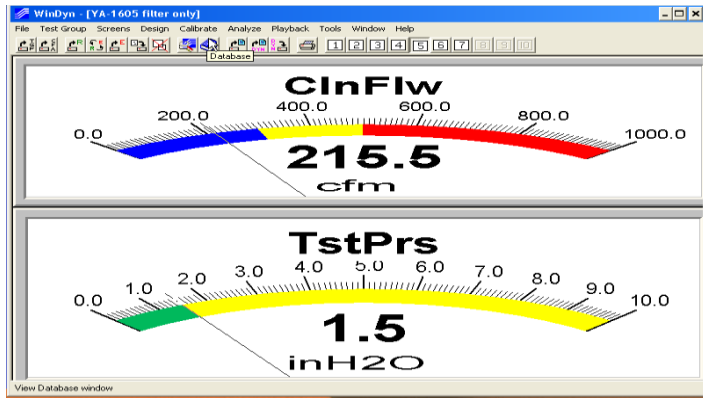 WinDyn - [YA-1605 filter only]
File Test Group Screens Design Calibrate Analyze Playback Tools Window Help
1 2 3 4 5 6 7 8 9 10
Database
ClnFlw
0.0 200.0 400.0 600.0 800.0 1000.0
215.5
cfm
TstPrs
0.0 1.0 2.0 3.0 4.0 5.0 6.0 7.0 8.0 9.0 10.0
1.5
inH2O
View Database window